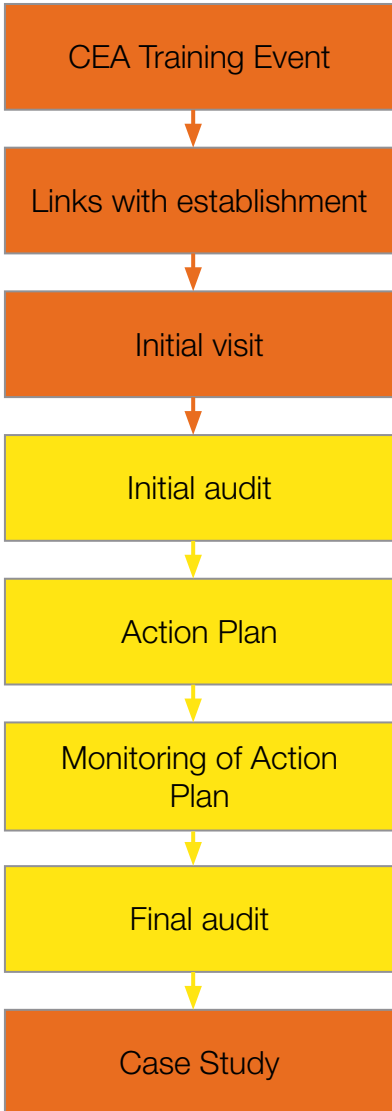 CEA Training Event
Links with establishment
Initial visit
Initial audit
Action Plan
Monitoring of Action
Plan
Final audit
Case Study